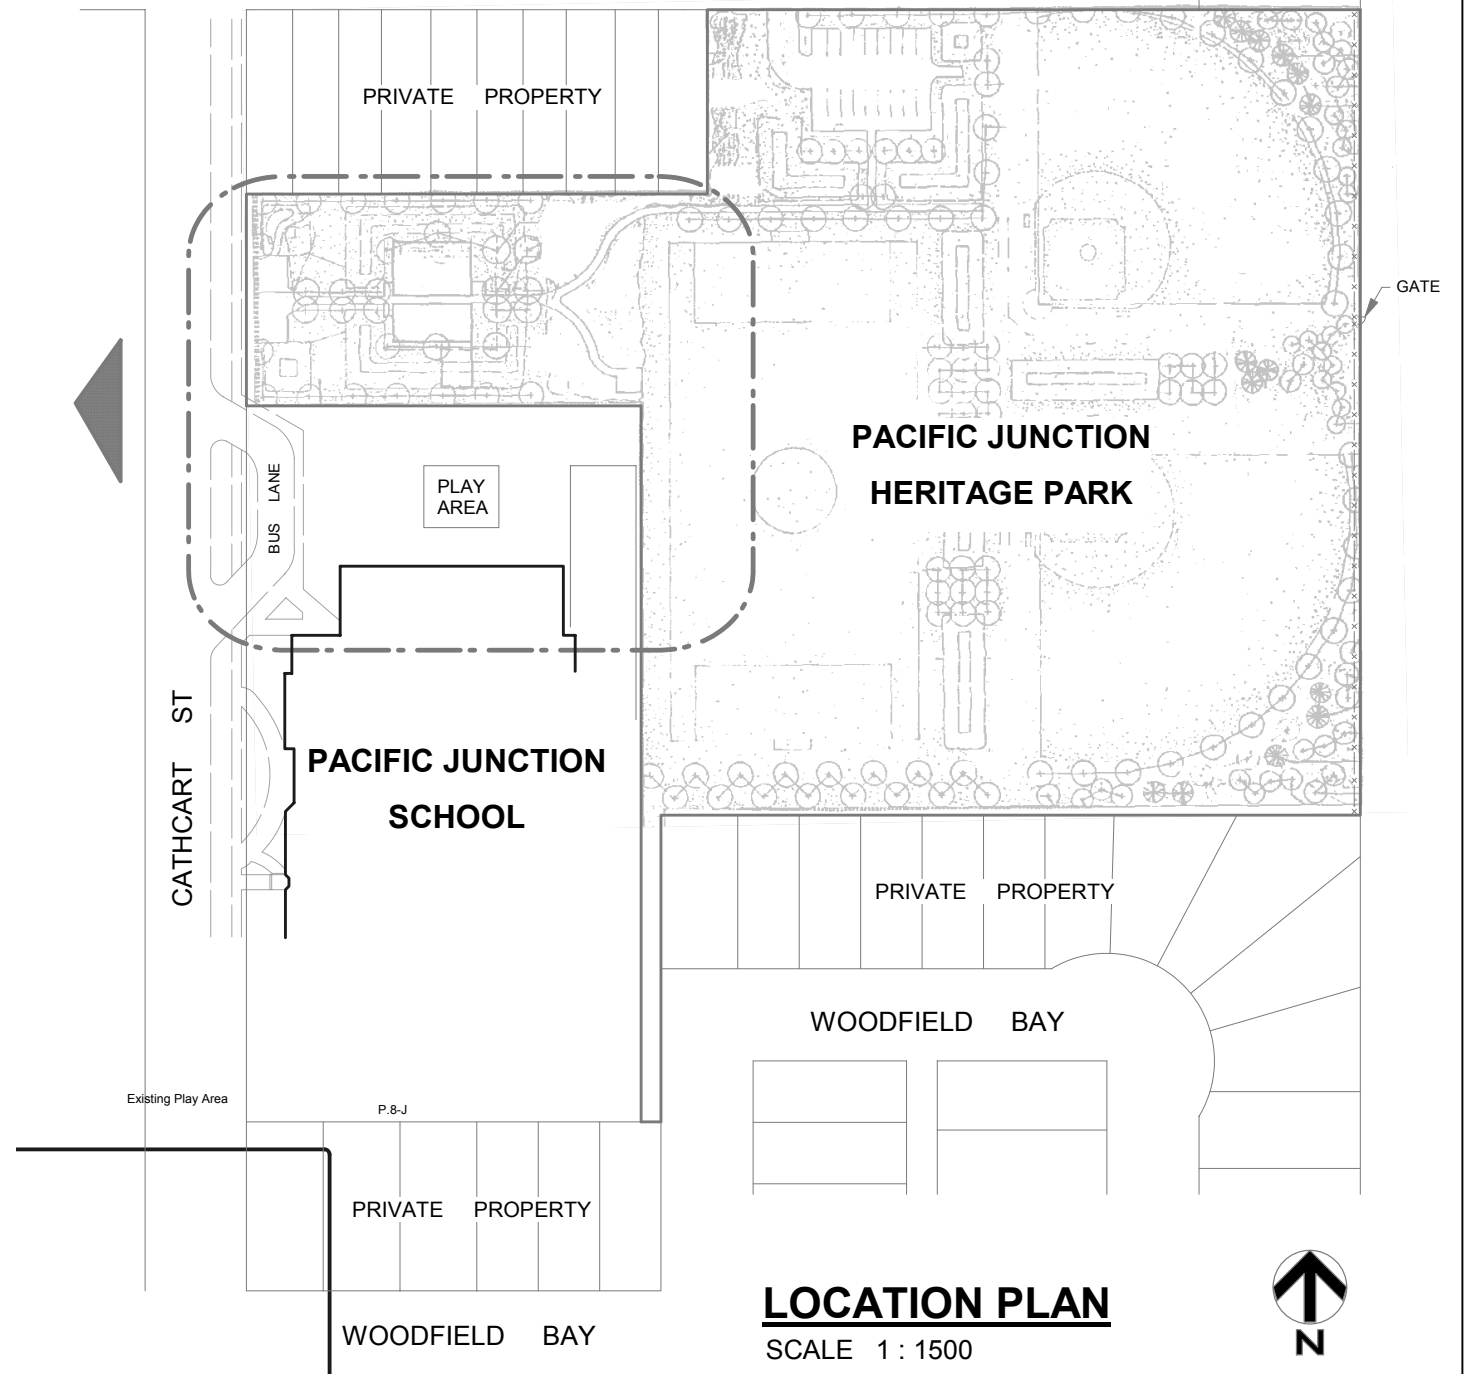 PRIVATE PROPERTY
GATE
PACIFIC JUNCTION
HERITAGE PARK
BUS LANE
PLAY
AREA
CATHCART ST
PACIFIC JUNCTION
SCHOOL
PRIVATE PROPERTY
WOODFIELD BAY
Existing Play Area
P.8-J
PRIVATE PROPERTY
LOCATION PLAN
SCALE 1 : 1500
WOODFIELD BAY
N